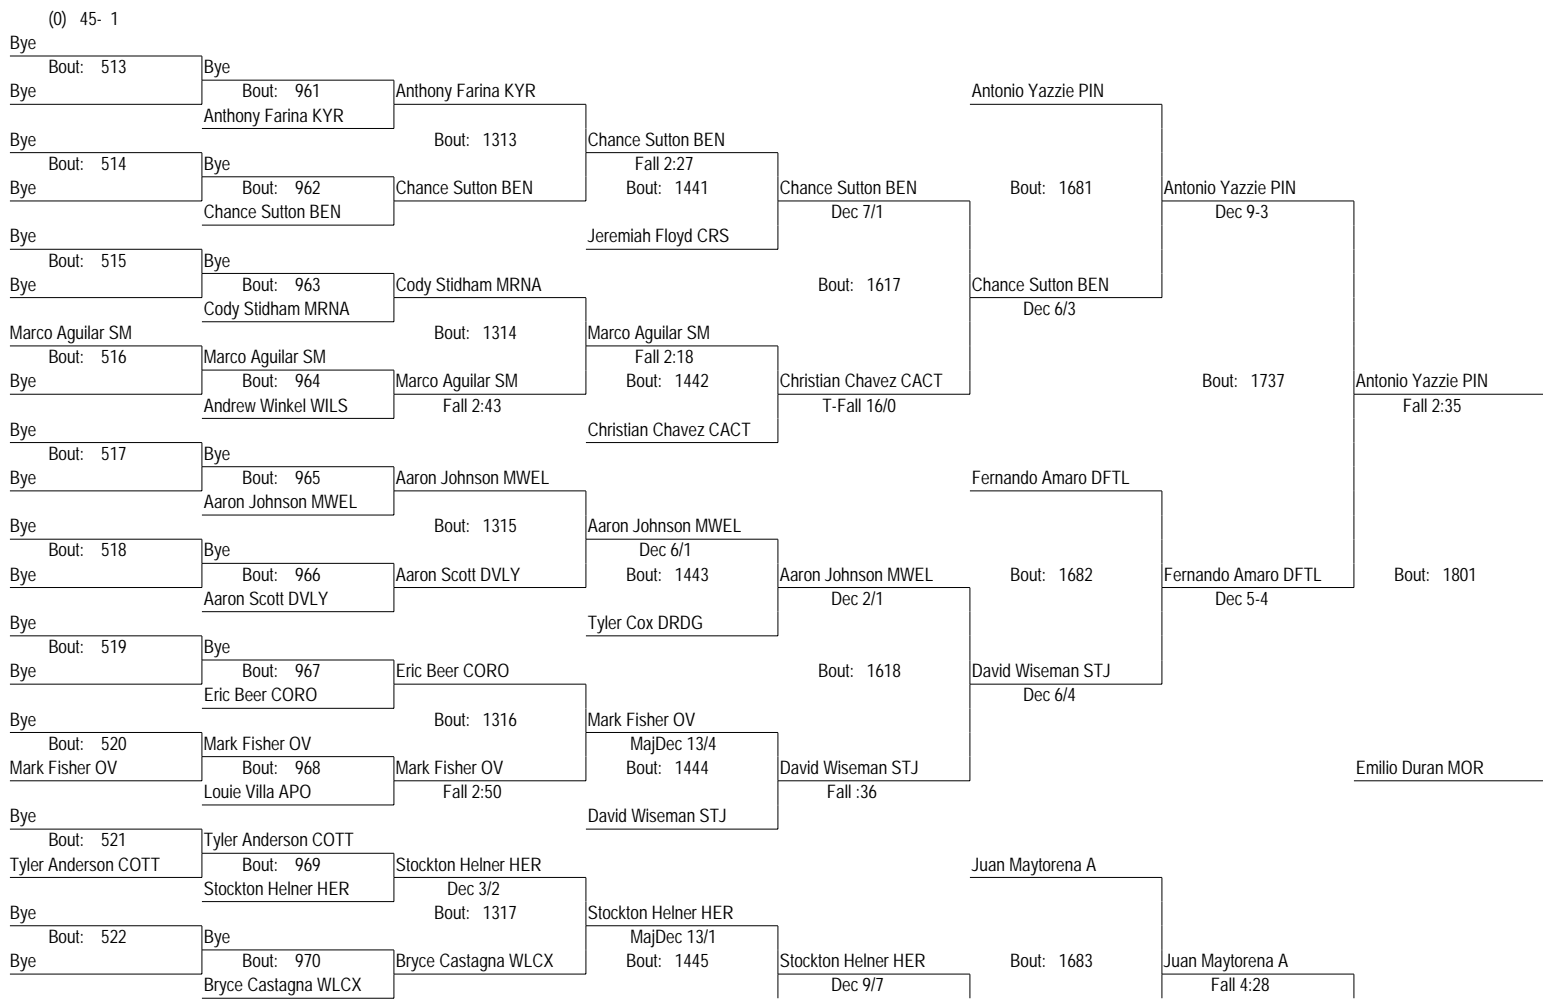 (0) 45- 1
Bye
Bout: 513 Bye
Bye Bout: 961 Anthony Farina KYR Antonio Yazzie PIN
Anthony Farina KYR
Bye Bout: 1313 Chance Sutton BEN
Bout: 514 Bye Fall 2:27
Bye Bout: 962 Chance Sutton BEN Bout: 1441 Chance Sutton BEN Bout: 1681 Antonio Yazzie PIN
Chance Sutton BEN Dec 7/1 Dec 9-3
Bye Jeremiah Floyd CRS
Bout: 515 Bye
Bye Bout: 963 Cody Stidham MRNA Bout: 1617 Chance Sutton BEN
Cody Stidham MRNA Dec 6/3
Marco Aguilar SM Bout: 1314 Marco Aguilar SM
Bout: 516 Marco Aguilar SM Fall 2:18
Bye Bout: 964 Marco Aguilar SM Bout: 1442 Christian Chavez CACT Bout: 1737 Antonio Yazzie PIN
Andrew Winkel WILS Fall 2:43 T-Fall 16/0 Fall 2:35
Bye Christian Chavez CACT
Bout: 517 Bye
Bye Bout: 965 Aaron Johnson MWEL Fernando Amaro DFTL
Aaron Johnson MWEL
Bye Bout: 1315 Aaron Johnson MWEL
Bout: 518 Bye Dec 6/1
Bye Bout: 966 Aaron Scott DVLY Bout: 1443 Aaron Johnson MWEL Bout: 1682 Fernando Amaro DFTL Bout: 1801
Aaron Scott DVLY Dec 2/1 Dec 5-4
Bye Tyler Cox DRDG
Bout: 519 Bye
Bye Bout: 967 Eric Beer CORO Bout: 1618 David Wiseman STJ
Eric Beer CORO Dec 6/4
Bye Bout: 1316 Mark Fisher OV
Bout: 520 Mark Fisher OV MajDec 13/4
Mark Fisher OV Bout: 968 Mark Fisher OV Bout: 1444 David Wiseman STJ Emilio Duran MOR
Louie Villa APO Fall 2:50 Fall :36
Bye David Wiseman STJ
Bout: 521 Tyler Anderson COTT
Tyler Anderson COTT Bout: 969 Stockton Helner HER Juan Maytorena A
Stockton Helner HER Dec 3/2
Bye Bout: 1317 Stockton Helner HER
Bout: 522 Bye MajDec 13/1
Bye Bout: 970 Bryce Castagna WLCX Bout: 1445 Stockton Helner HER Bout: 1683 Juan Maytorena A
Bryce Castagna WLCX Dec 9/7 Fall 4:28